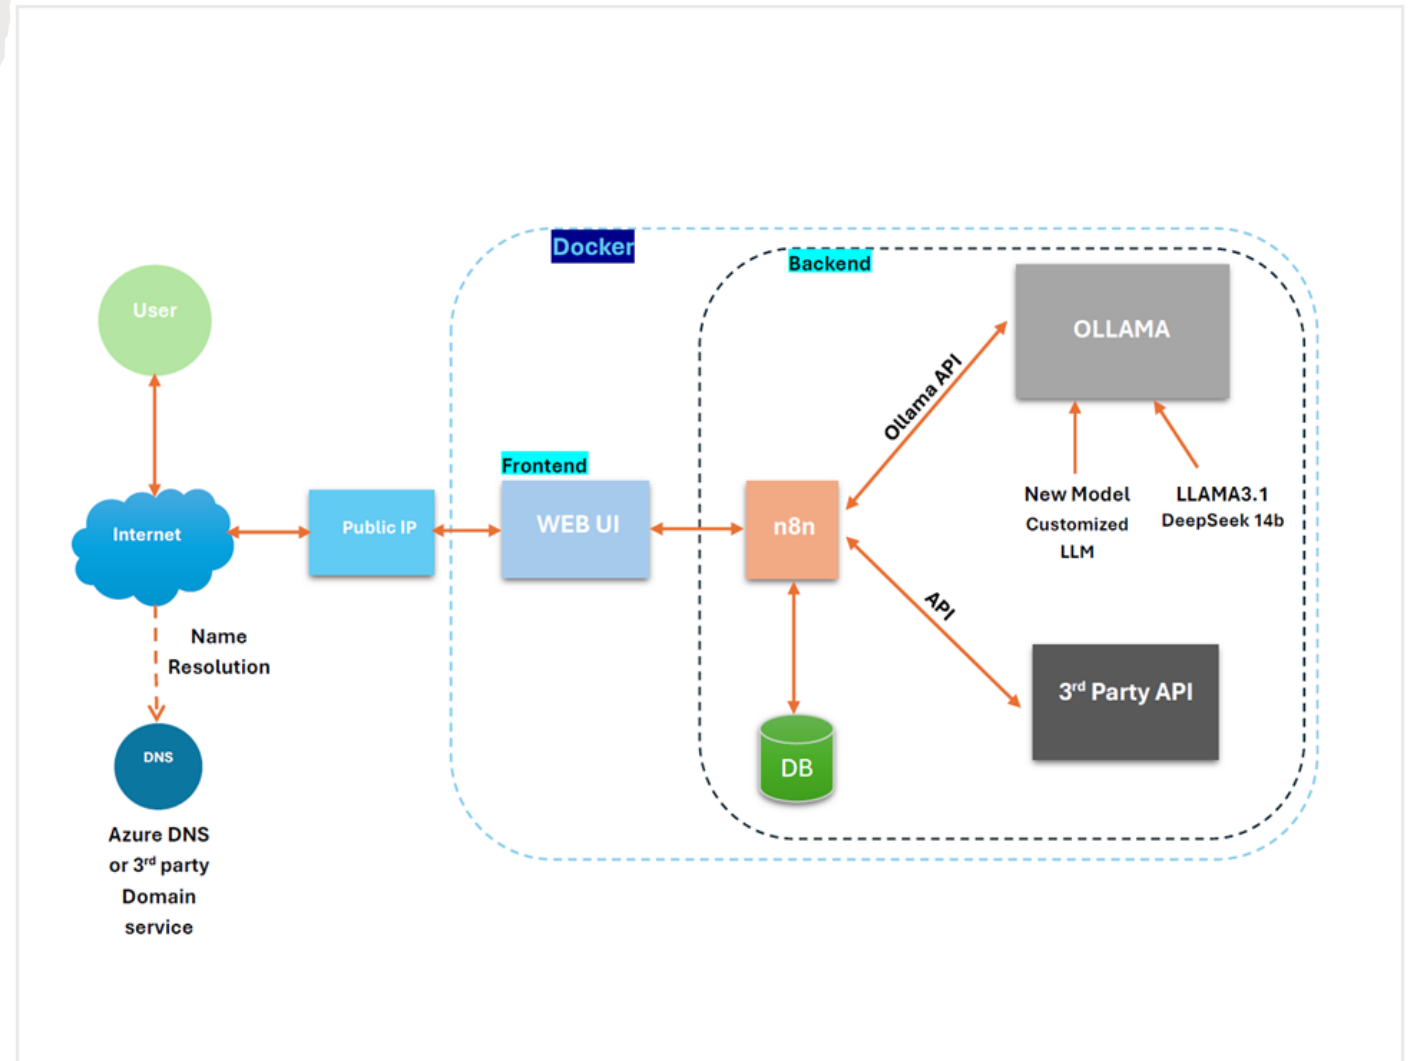 Docker
Backend
User
OLLAMA
Ollama API
Frontend
Internet
Public IP
WEB UI
n8n
New Model
Customized
LLM
LLAMA3.1
DeepSeek 14b
API
Name
Resolution
3rd Party API
DNS
DB
Azure DNS
or 3rd party
Domain
service